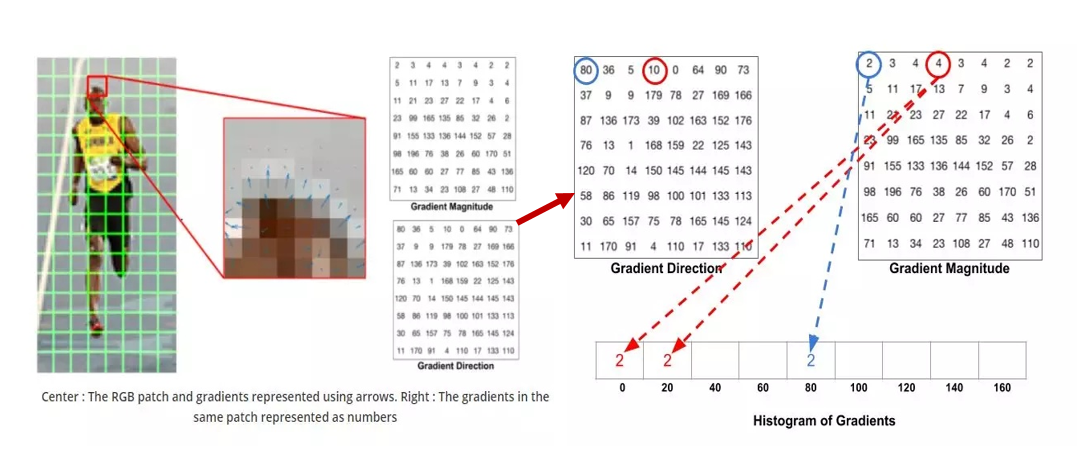 2 3 4 4 3 4 2 2
5 11 17 13 7 9 3 4
11 21 23 27 22 17 4 6
23 99 165 135 85 32 26 2
91 155 133 136 144 152 57 28
98 196 76 38 26 60 170 51
165 60 60 27 77 85 43 136
71 13 34 23 108 27 48 110
Gradient Magnitude
80 36 5 10 0 64 90 73
37 9 9 179 78 27 169 166
87 136 173 39 102 163 152 176
76 13 1 168 159 22 125 143
120 70 14 150 145 144 145 143
58 86 119 98 100 101 133 113
30 65 157 75 78 165 145 124
11 170 91 4 110 17 133 110
Gradient Direction
Center : The RGB patch and gradients represented using arrows. Right : The gradients in the
same patch represented as numbers
80 36 5 10 0 64 90 73
37 9 9 179 78 27 169 166
87 136 173 39 102 163 152 176
76 13 1 168 159 22 125 143
120 70 14 150 145 144 145 143
58 86 119 98 100 101 133 113
30 65 157 75 78 165 145 124
11 170 91 4 110 17 133 110
Gradient Direction
2 3 4 4 3 4 2 2
5 11 17 13 7 9 3 4
11 21 23 27 22 17 4 6
23 99 165 135 85 32 26 2
91 155 133 136 144 152 57 28
98 196 76 38 26 60 170 51
165 60 60 27 77 85 43 136
71 13 34 23 108 27 48 110
Gradient Magnitude
2 2 2
0 20 40 60 80 100 120 140 160
Histogram of Gradients